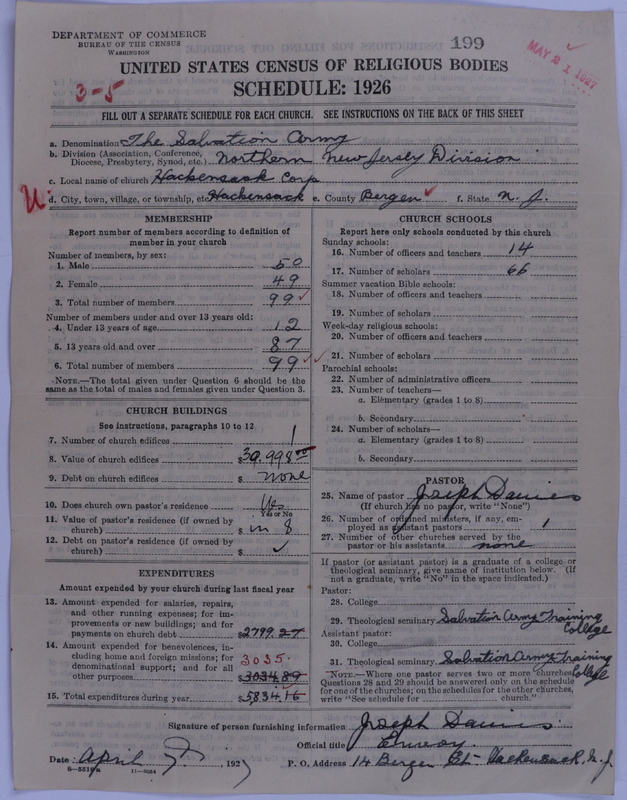 DEPARTMENT OF COMMERCE
BUREAU OF THE CENSUS
WASHINGTON
199
MAY 21 1927
UNITED STATES CENSUS OF RELIGIOUS BODIES
3-5
SCHEDULE: 1926
FILL OUT A SEPARATE SCHEDULE FOR EACH CHURCH. SEE INSTRUCTIONS ON THE BACK OF THIS SHEET
a. Denomination The Salvation Army
b. Division (Association, Conference, Diocese, Presbytery, Synod, etc.) Northern New Jersey Division
c. Local name of church Hackensack Corp
U
d. City, town, village, or township, etc. Hackensack e. County Bergen ✓ f. State N. J.
MEMBERSHIP
Report number of members according to definition of
member in your church
Number of members, by sex:
1. Male 50
2. Female 49
3. Total number of members 99 ✓
Number of members under and over 13 years old:
4. Under 13 years of age 12
5. 13 years old and over 87
6. Total number of members 99 ✓✓
NOTE.—The total given under Question 6 should be the
same as the total of males and females given under Question 3.
CHURCH BUILDINGS
See instructions, paragraphs 10 to 12
7. Number of church edifices 1
8. Value of church edifices $ 30,998.00
9. Debt on church edifices $ none
10. Does church own pastor's residence Yes
Yes or No
11. Value of pastor's residence (if owned by
church) $ in 8
12. Debt on pastor's residence (if owned by
church) $ ✓
EXPENDITURES
Amount expended by your church during last fiscal year
13. Amount expended for salaries, repairs,
and other running expenses; for im-
provements or new buildings; and for
payments on church debt $2799.27
14. Amount expended for benevolences, in-
cluding home and foreign missions; for
denominational support; and for all 3035.
other purposes $3034.89
15. Total expenditures during year $5834.16
CHURCH SCHOOLS
Report here only schools conducted by this church
Sunday schools:
16. Number of officers and teachers 14
17. Number of scholars 66
Summer vacation Bible schools:
18. Number of officers and teachers
19. Number of scholars
Week-day religious schools:
20. Number of officers and teachers
21. Number of scholars
Parochial schools:
22. Number of administrative officers
23. Number of teachers—
a. Elementary (grades 1 to 8)
b. Secondary
24. Number of scholars—
a. Elementary (grades 1 to 8)
b. Secondary
PASTOR
25. Name of pastor Joseph Davies
(If church has no pastor, write "None")
26. Number of ordained ministers, if any, em-
ployed as assistant pastors 1
27. Number of other churches served by the
pastor or his assistants none
If pastor (or assistant pastor) is a graduate of a college or
theological seminary, give name of institution below. (If
not a graduate, write "No" in the space indicated.)
Pastor:
28. College
29. Theological seminary Salvation Army Training College
Assistant pastor:
30. College
31. Theological seminary Salvation Army Training College
NOTE.—Where one pastor serves two or more churches,
Questions 28 and 29 should be answered only on the schedule
for one of the churches; on the schedules for the other churches,
write "See schedule for church."
Signature of person furnishing information Joseph Davies
Official title Envoy.
Date April 7. 1927 P. O. Address 14 Bergen St. Hackensack, N. J.